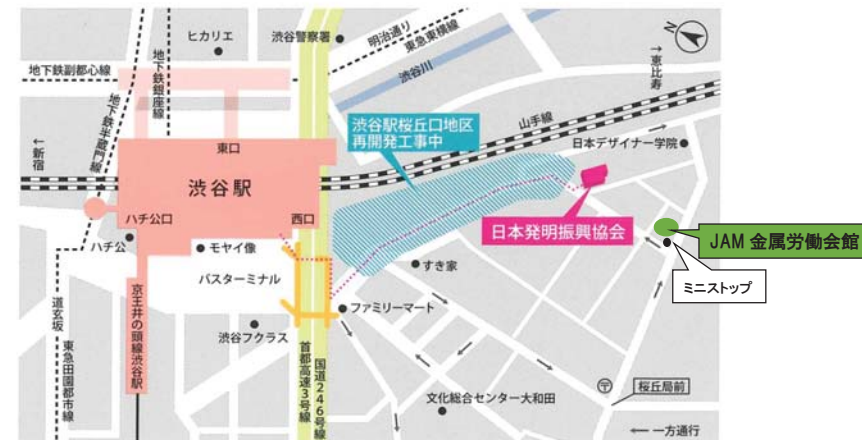 ヒカリエ
渋谷警察署
明治通り
東急東横線
渋谷川
N
→恵比寿
地下鉄副都心線
地下鉄銀座線
地下鉄半蔵門線
←新宿
渋谷駅桜丘口地区
再開発工事中
山手線
日本デザイナー学院
東口
渋谷駅
ハチ公口
西口
日本発明振興協会
JAM 金属労働会館
ハチ公
モヤイ像
すき家
ミニストップ
バスターミナル
ファミリーマート
道玄坂
東急田園都市線
京王井の頭線渋谷駅
渋谷フクラス
首都高速3号線
国道246号線
文化総合センター大和田
〒
桜丘局前
←一方通行